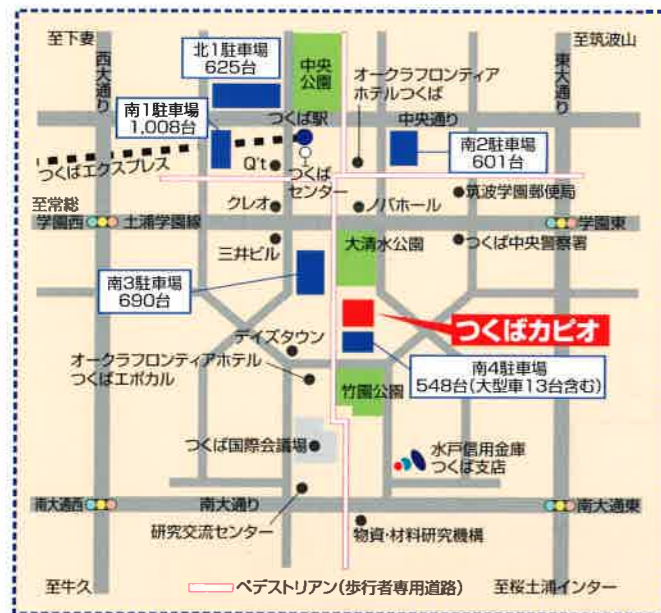 至下妻
西大通り
北1駐車場
625台
中央
公園
オークラフロンティア
ホテルつくば
至筑波山
東大通り
南1駐車場
1,008台
つくば駅
中央通り
南2駐車場
601台
つくばエクスプレス
Q't
つくば
センター
筑波学園郵便局
至常総
クレオ
ノバホール
学園西
土浦学園線
学園東
三井ビル
大清水公園
つくば中央警察署
南3駐車場
690台
つくばカピオ
デイズタウン
オークラフロンティアホテル
つくばエポカル
南4駐車場
548台(大型車13台含む)
竹園公園
つくば国際会議場
水戸信用金庫
つくば支店
南大通西
南大通り
南大通東
研究交流センター
物資・材料研究機構
至牛久
ペデストリアン(歩行者専用道路)
至桜土浦インター